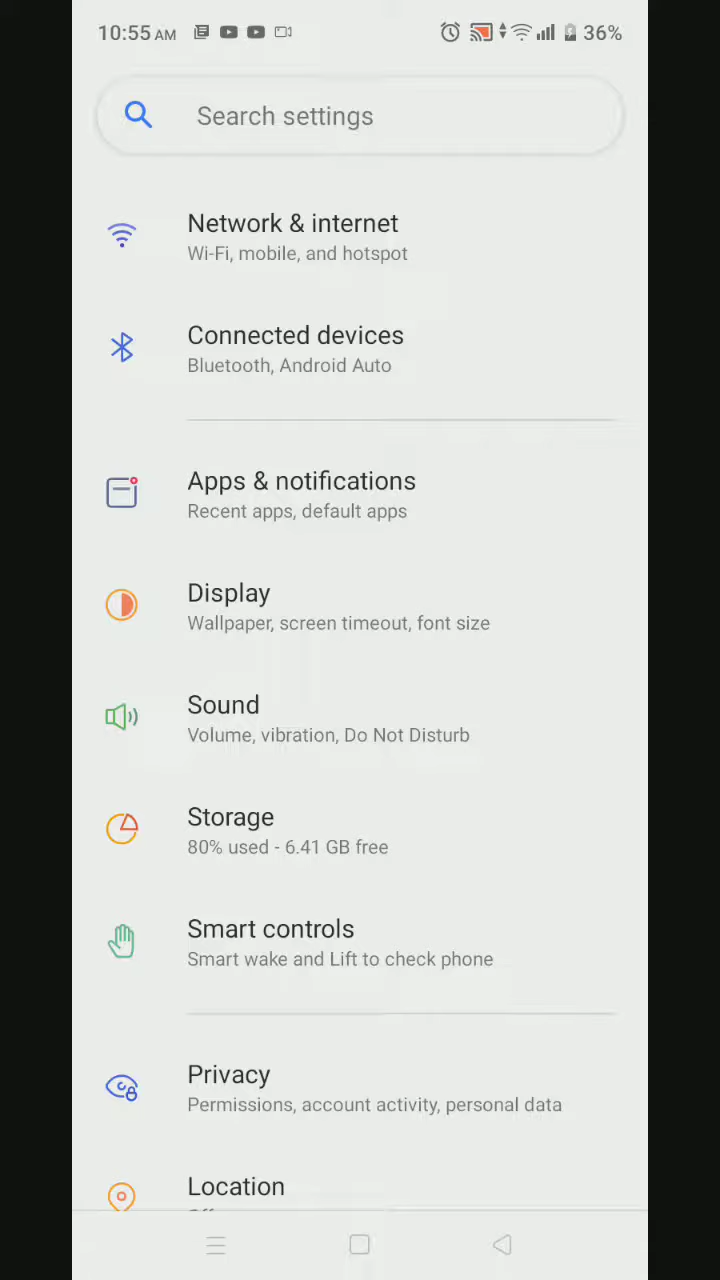 10:55 AM 36%
Search settings
Network & internet
Wi-Fi, mobile, and hotspot
Connected devices
Bluetooth, Android Auto
Apps & notifications
Recent apps, default apps
Display
Wallpaper, screen timeout, font size
Sound
Volume, vibration, Do Not Disturb
Storage
80% used - 6.41 GB free
Smart controls
Smart wake and Lift to check phone
Privacy
Permissions, account activity, personal data
Location